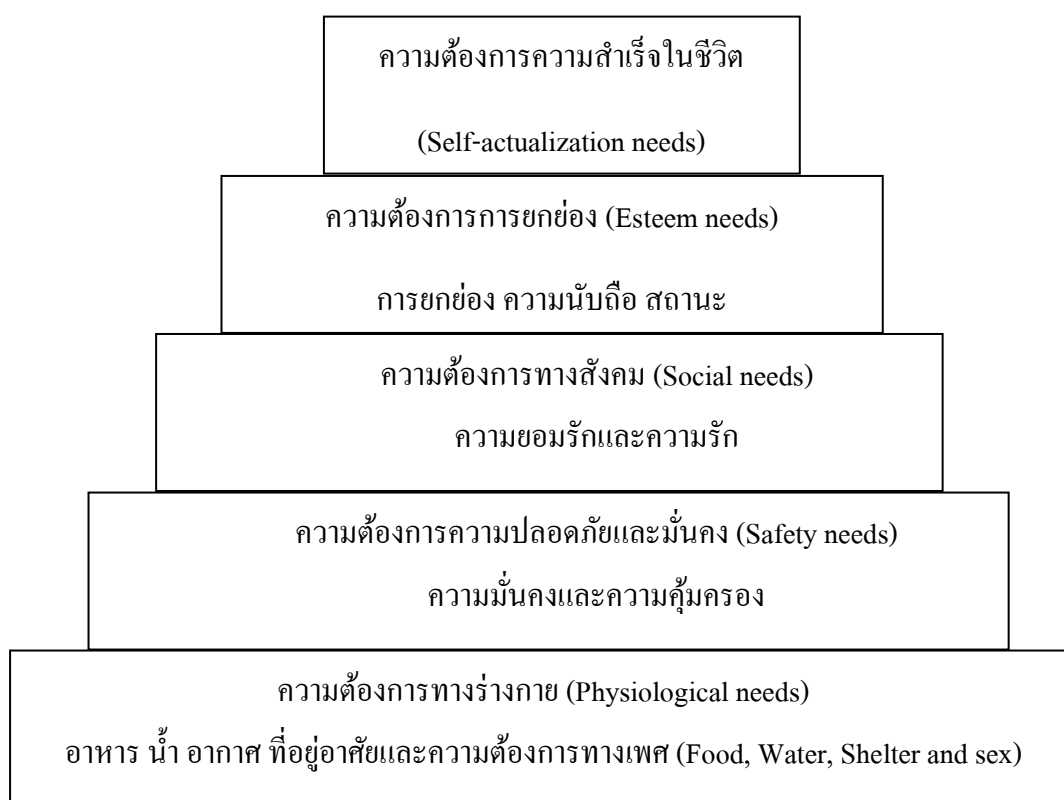 ความต้องการความสำเร็จในชีวิต
(Self-actualization needs)
ความต้องการการยกย่อง (Esteem needs)
การยกย่อง ความนับถือ สถานะ
ความต้องการทางสังคม (Social needs)
ความยอมรักและความรัก
ความต้องการความปลอดภัยและมั่นคง (Safety needs)
ความมั่นคงและความคุ้มครอง
ความต้องการทางร่างกาย (Physiological needs)
อาหาร น้ำ อากาศ ที่อยู่อาศัยและความต้องการทางเพศ (Food, Water, Shelter and sex)